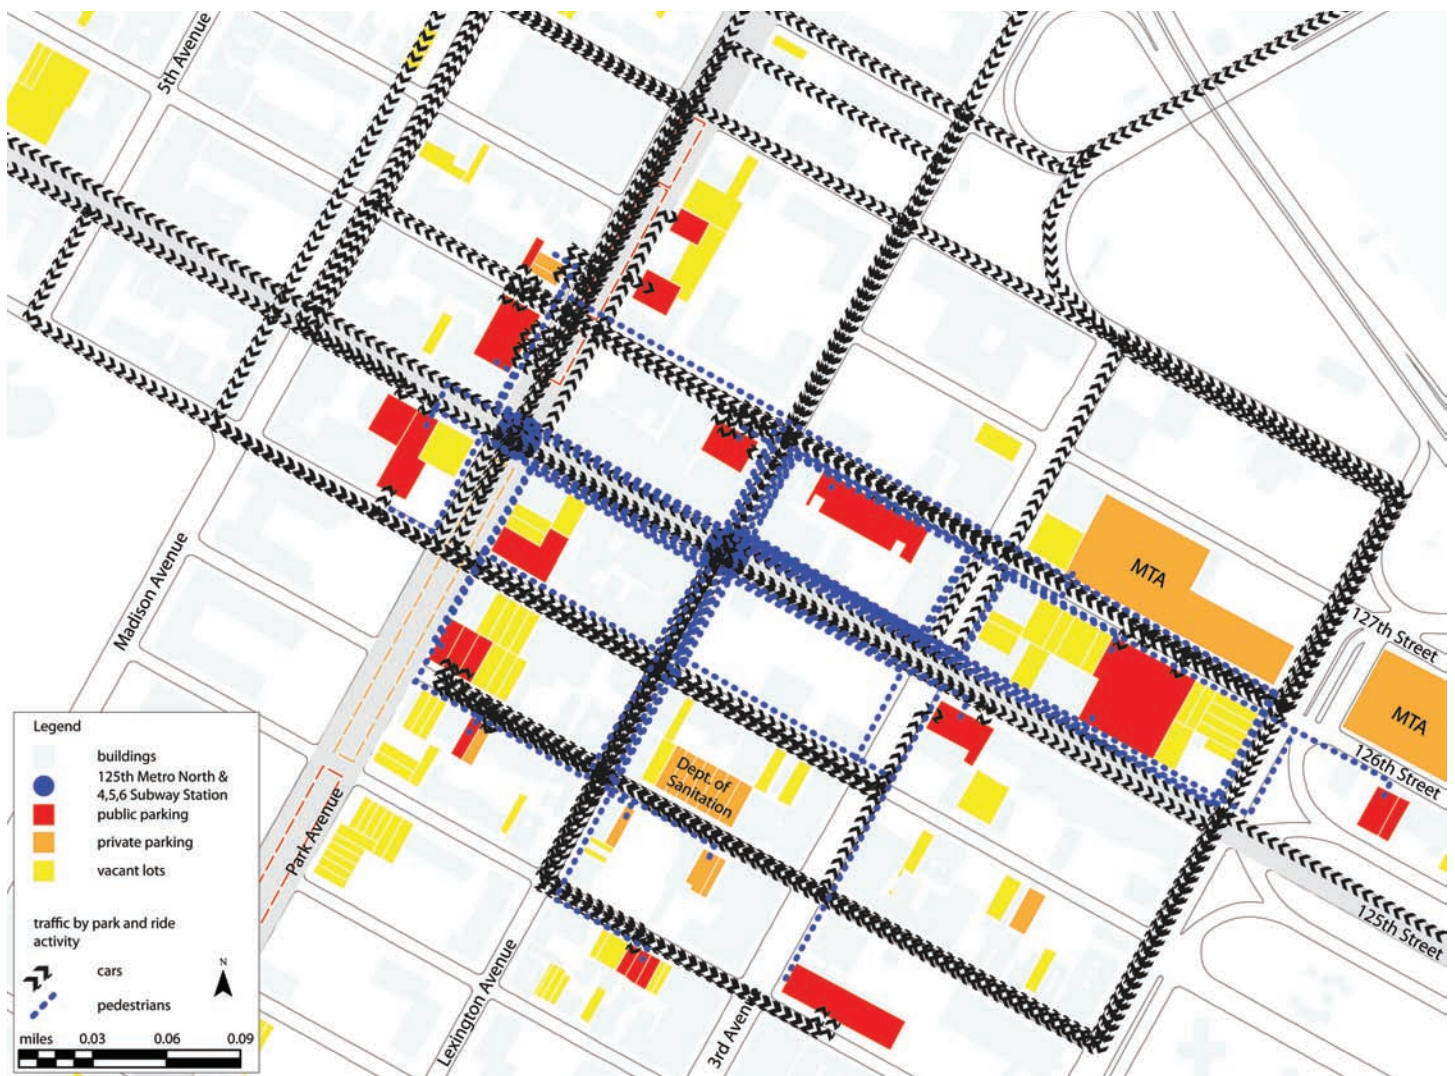 5th Avenue
Madison Avenue
Park Avenue
Lexington Avenue
3rd Avenu
MTA
127th Street
MTA
126th Street
125th Street
Dept. of
Sanitation
Legend
buildings
125th Metro North &
4,5,6 Subway Station
public parking
private parking
vacant lots
traffic by park and ride
activity
cars
pedestrians
N
miles 0.03 0.06 0.09